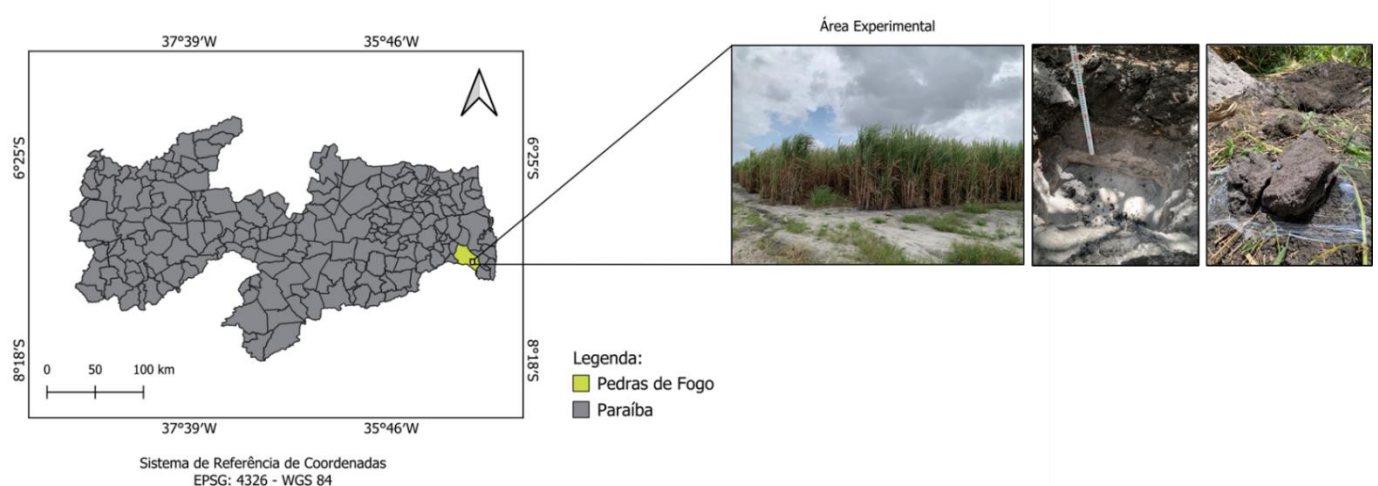 Área Experimental
37°39'W
35°46'W
6°25'S
6°25'S
8°18'S
8°18'S
0
50
100 km
37°39'W
35°46'W
Legenda:
Pedras de Fogo
Paraíba
Sistema de Referência de Coordenadas
EPSG: 4326 - WGS 84